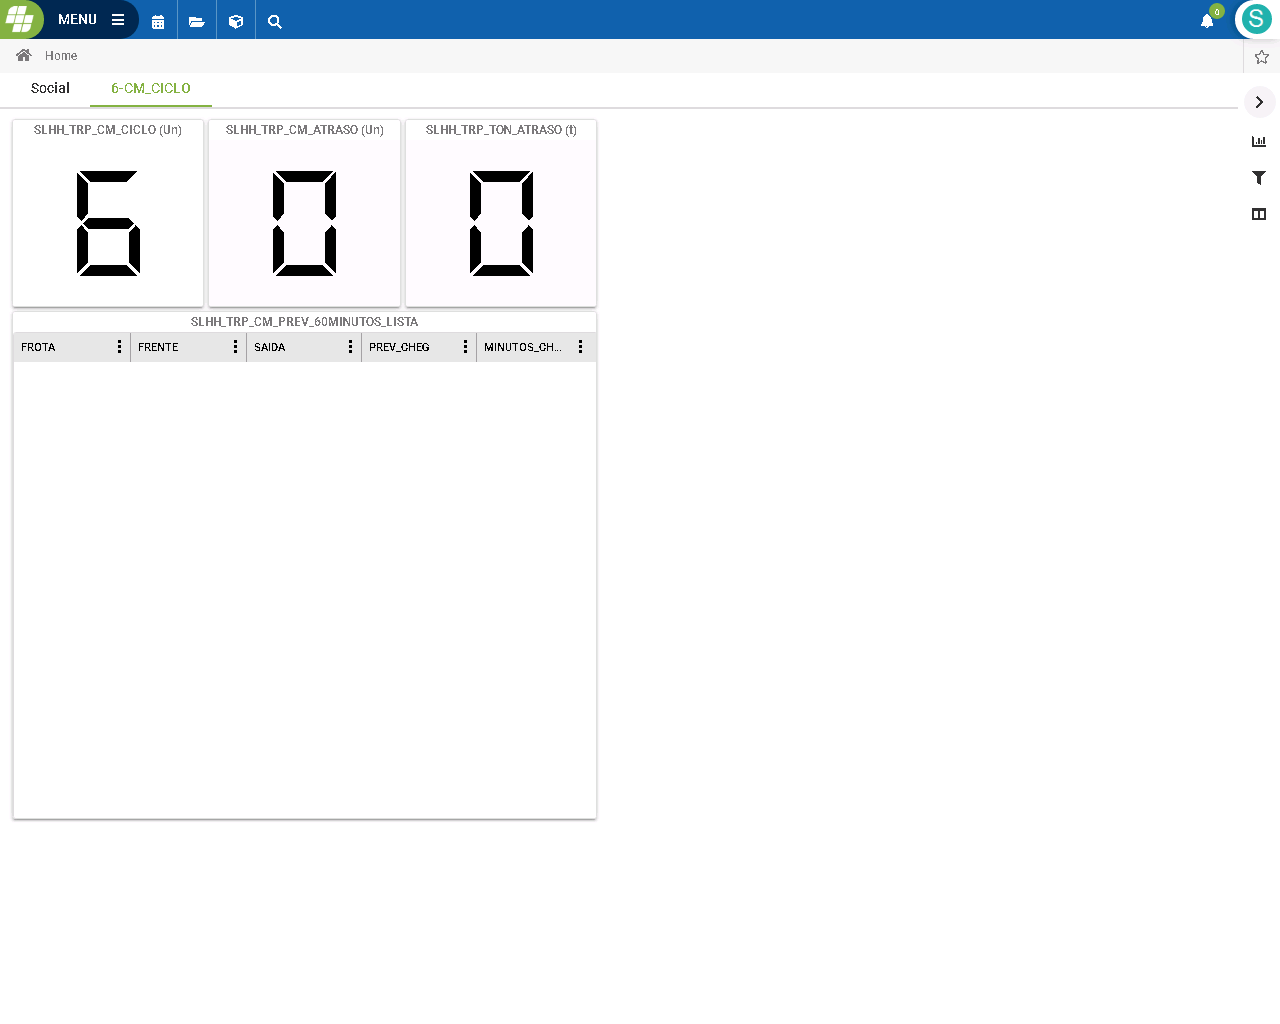 MENU
0
S
Home
Social
6-CM_CICLO
SLHH_TRP_CM_CICLO (Un)
SLHH_TRP_CM_ATRASO (Un)
SLHH_TRP_TON_ATRASO (t)
6
0
0
SLHH_TRP_CM_PREV_60MINUTOS_LISTA
FROTA
FRENTE
SAIDA
PREV_CHEG
MINUTOS_CH...